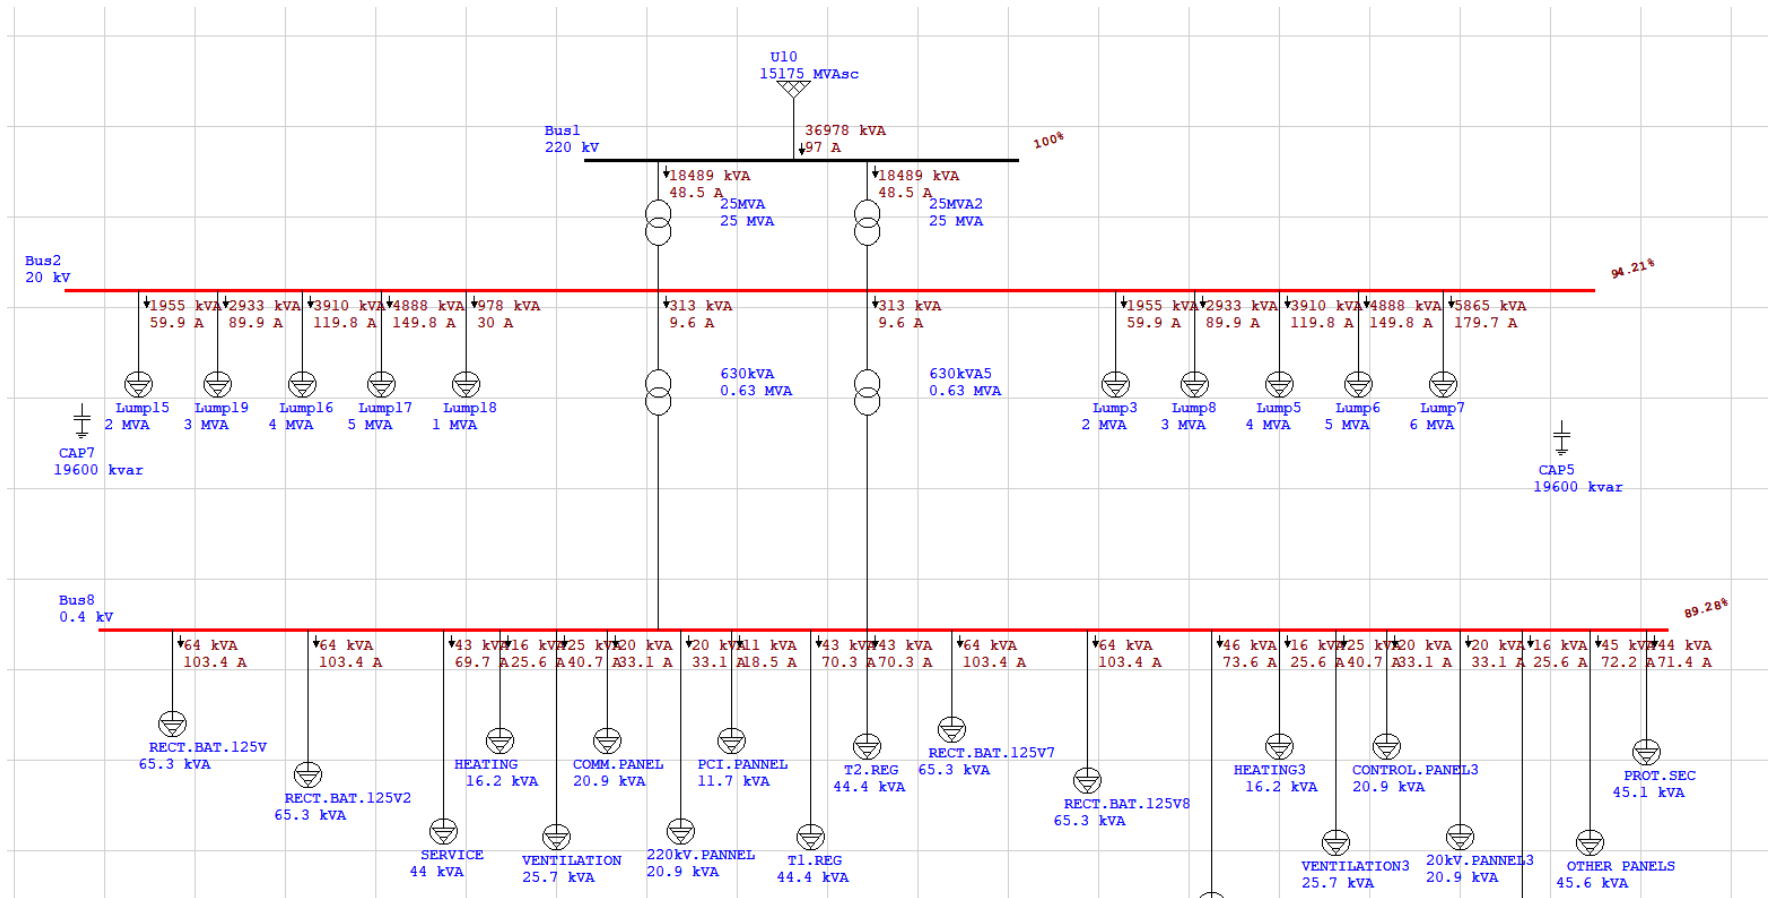 U10
15175 MVAsc
Bus1
220 kV
36978 kVA
97 A
100%
18489 kVA
48.5 A
25MVA
25 MVA
18489 kVA
48.5 A
25MVA2
25 MVA
Bus2
20 kV
94.21%
1955 kVA
59.9 A
2933 kVA
89.9 A
3910 kVA
119.8 A
4888 kVA
149.8 A
978 kVA
30 A
313 kVA
9.6 A
313 kVA
9.6 A
1955 kVA
59.9 A
2933 kVA
89.9 A
3910 kVA
119.8 A
4888 kVA
149.8 A
5865 kVA
179.7 A
630kVA
0.63 MVA
630kVA5
0.63 MVA
Lump15
2 MVA
Lump19
3 MVA
Lump16
4 MVA
Lump17
5 MVA
Lump18
1 MVA
Lump3
2 MVA
Lump8
3 MVA
Lump5
4 MVA
Lump6
5 MVA
Lump7
6 MVA
CAP7
19600 kvar
CAP5
19600 kvar
Bus8
0.4 kV
89.28%
64 kVA
103.4 A
64 kVA
103.4 A
43 kVA
69.7 A
16 kVA
25.6 A
25 kVA
40.7 A
20 kVA
33.1 A
20 kVA
33.1 A
11 kVA
18.5 A
43 kVA
70.3 A
43 kVA
70.3 A
64 kVA
103.4 A
64 kVA
103.4 A
46 kVA
73.6 A
16 kVA
25.6 A
25 kVA
40.7 A
20 kVA
33.1 A
20 kVA
33.1 A
16 kVA
25.6 A
45 kVA
72.2 A
44 kVA
71.4 A
RECT.BAT.125V
65.3 kVA
RECT.BAT.125V2
65.3 kVA
SERVICE
44 kVA
HEATING
16.2 kVA
VENTILATION
25.7 kVA
COMM.PANEL
20.9 kVA
220kV.PANNEL
20.9 kVA
PCI.PANNEL
11.7 kVA
T1.REG
44.4 kVA
T2.REG
44.4 kVA
RECT.BAT.125V7
65.3 kVA
RECT.BAT.125V8
65.3 kVA
HEATING3
16.2 kVA
VENTILATION3
25.7 kVA
CONTROL.PANEL3
20.9 kVA
20kV.PANNEL3
20.9 kVA
OTHER PANELS
45.6 kVA
PROT.SEC
45.1 kVA